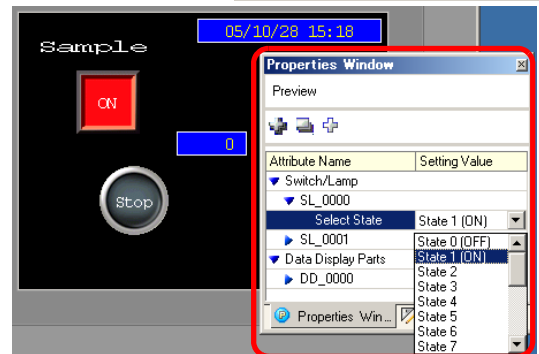 05/10/28 15:18
Sample
ON
0
Stop
Properties Window
Preview
Attribute Name Setting Value
Switch/Lamp
SL_0000
Select State State 1 (ON)
SL_0001
State 0 (OFF)
Data Display Parts
State 1 (ON)
DD_0000
State 2
State 3
State 4
Properties Win...
State 5
State 6
State 7